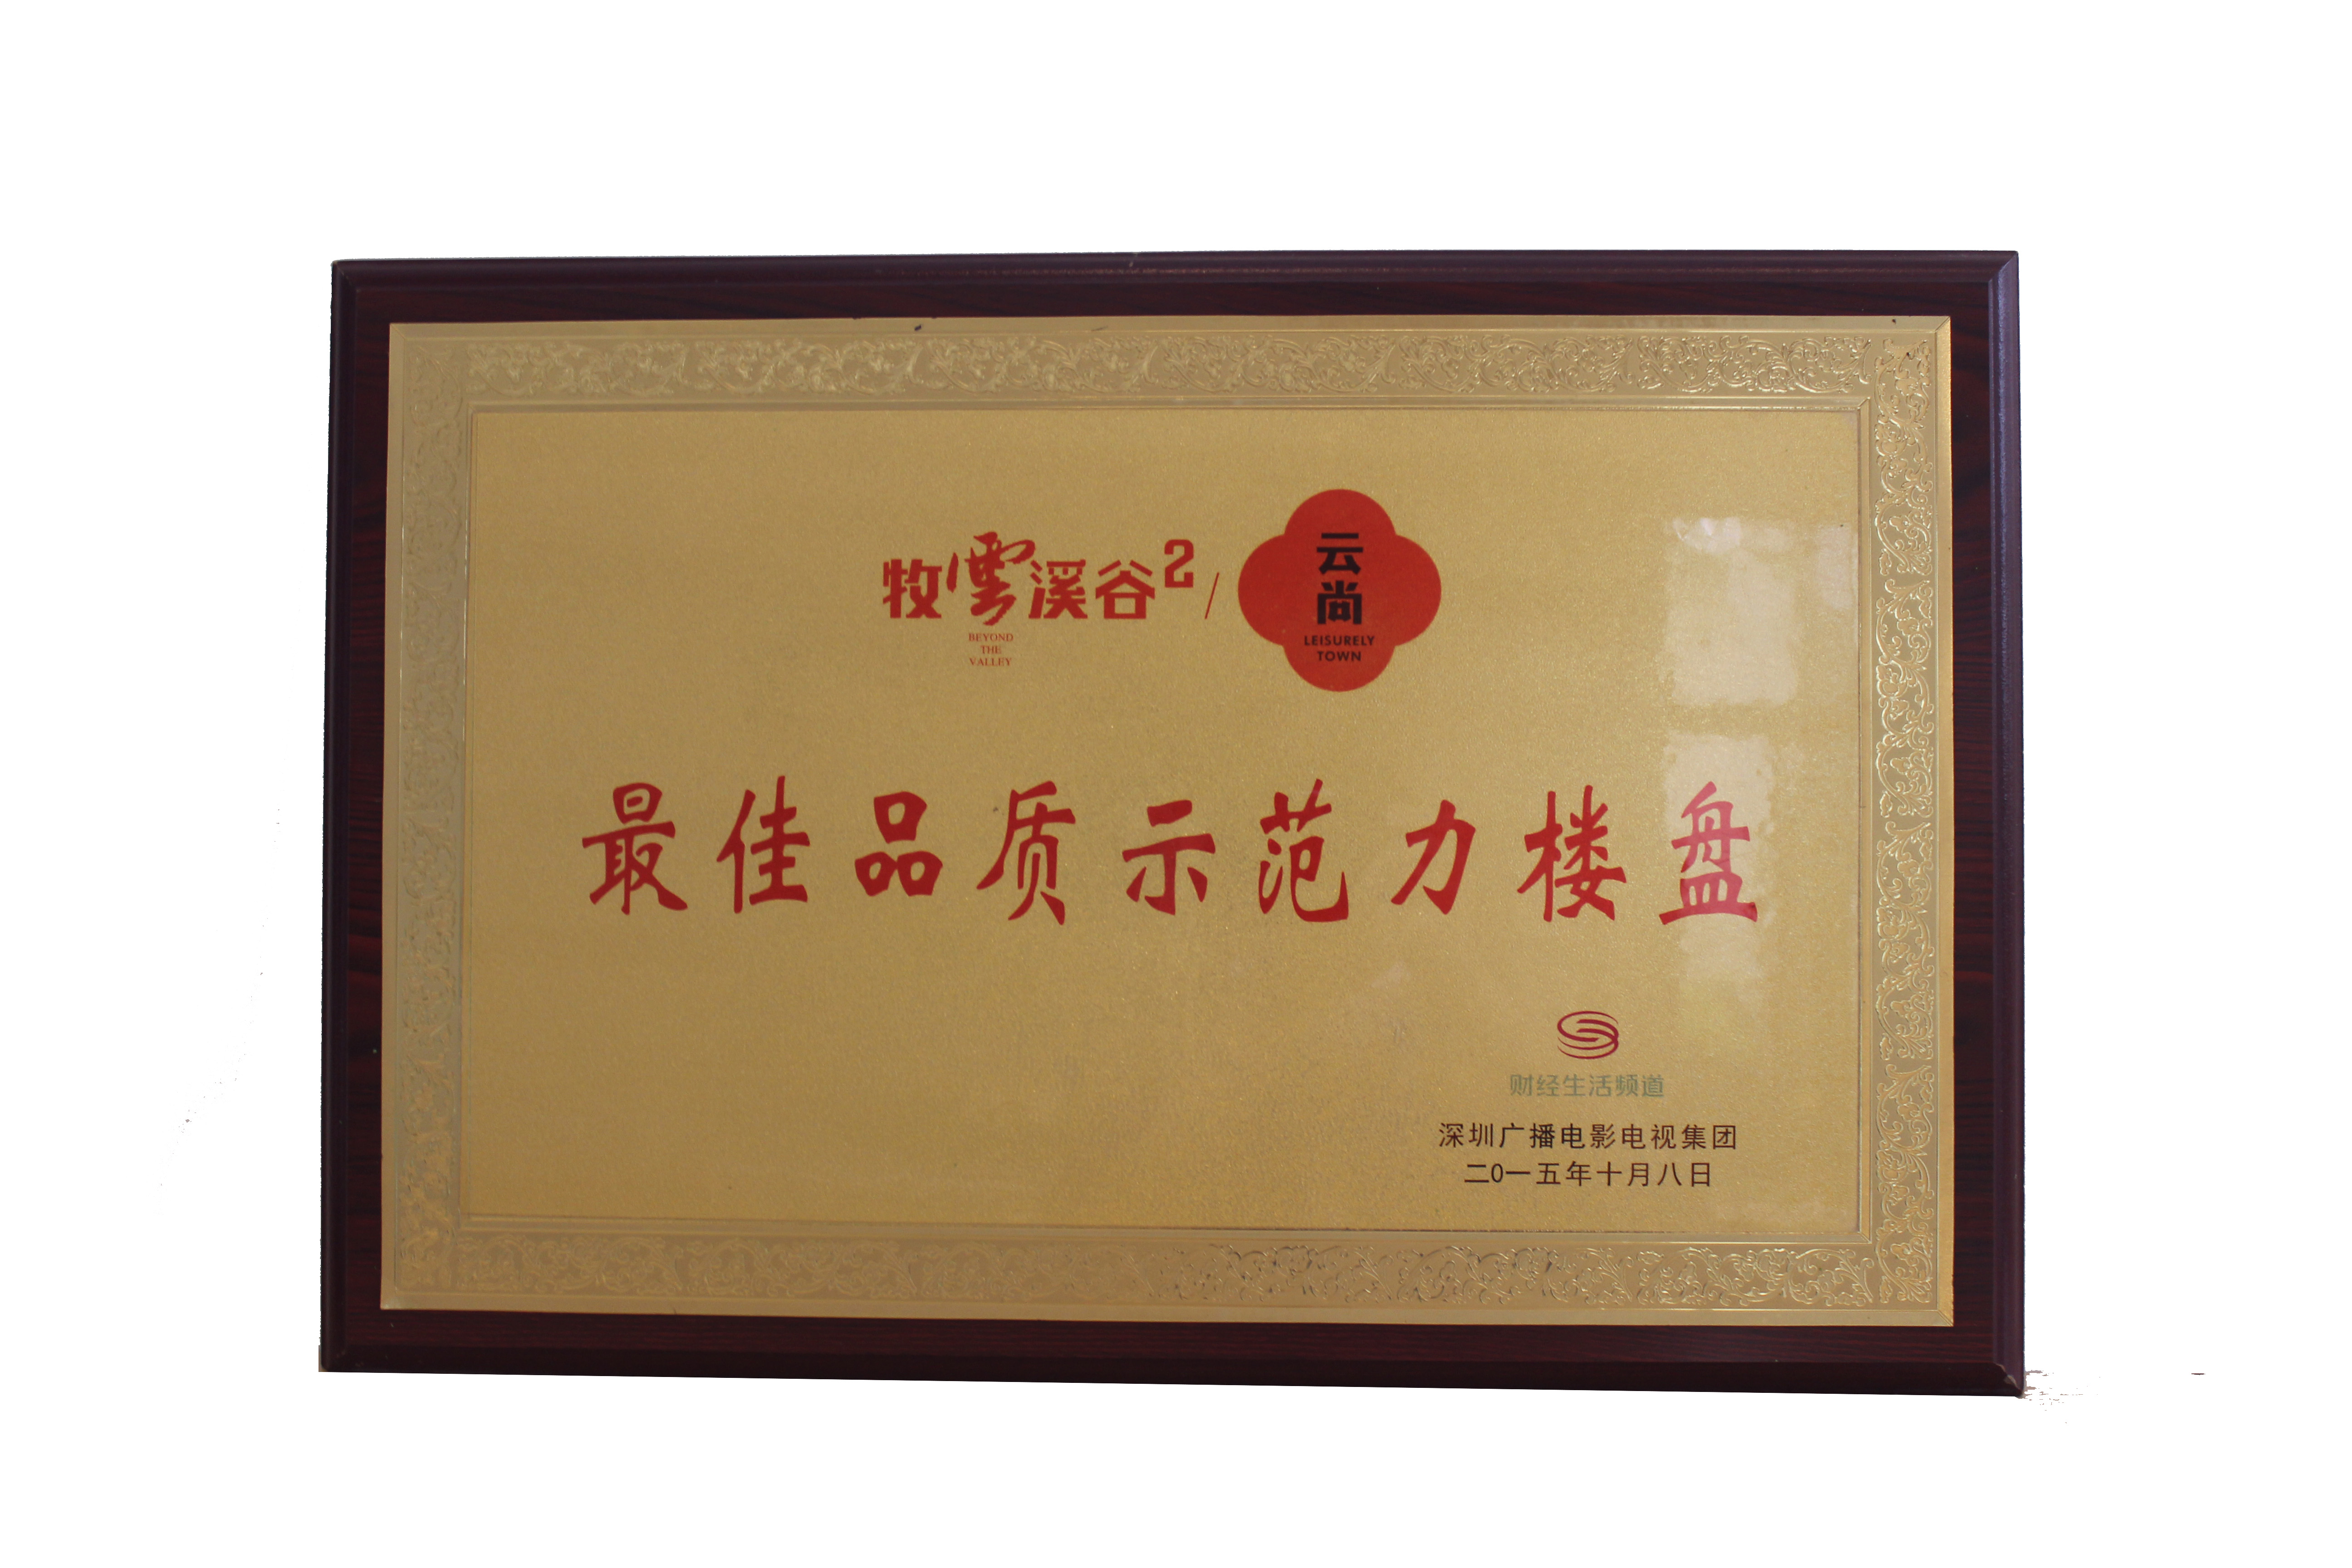 牧雲溪谷2/
BEYOND
THE
VALLEY
云
尚
LEISURELY
TOWN
最佳品质示范力楼盘
财经生活频道
深圳广播电影电视集团
二0一五年十月八日